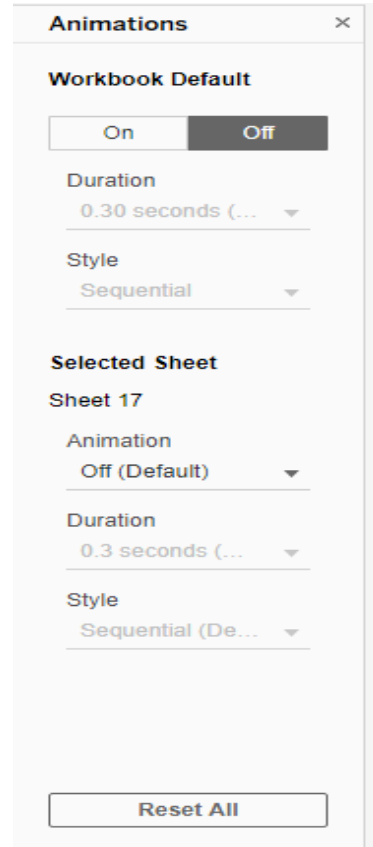 Animations ×
Workbook Default
On Off
Duration
0.30 seconds (...
Style
Sequential
Selected Sheet
Sheet 17
Animation
Off (Default)
Duration
0.3 seconds (...
Style
Sequential (De...
Reset All